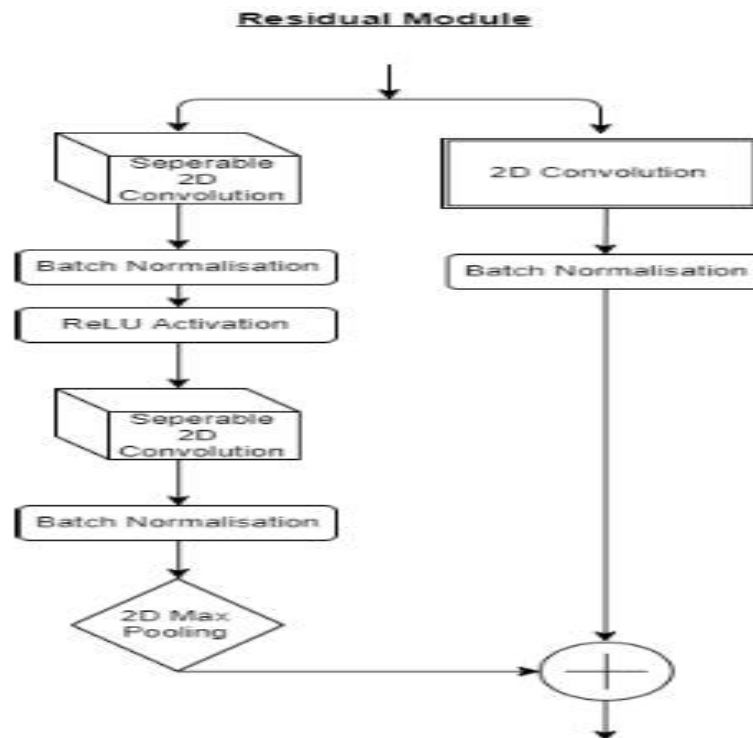 Residual Module
Seperable
2D
Convolution
Batch Normalisation
ReLU Activation
Seperable
2D
Convolution
Batch Normalisation
2D Max
Pooling
2D Convolution
Batch Normalisation